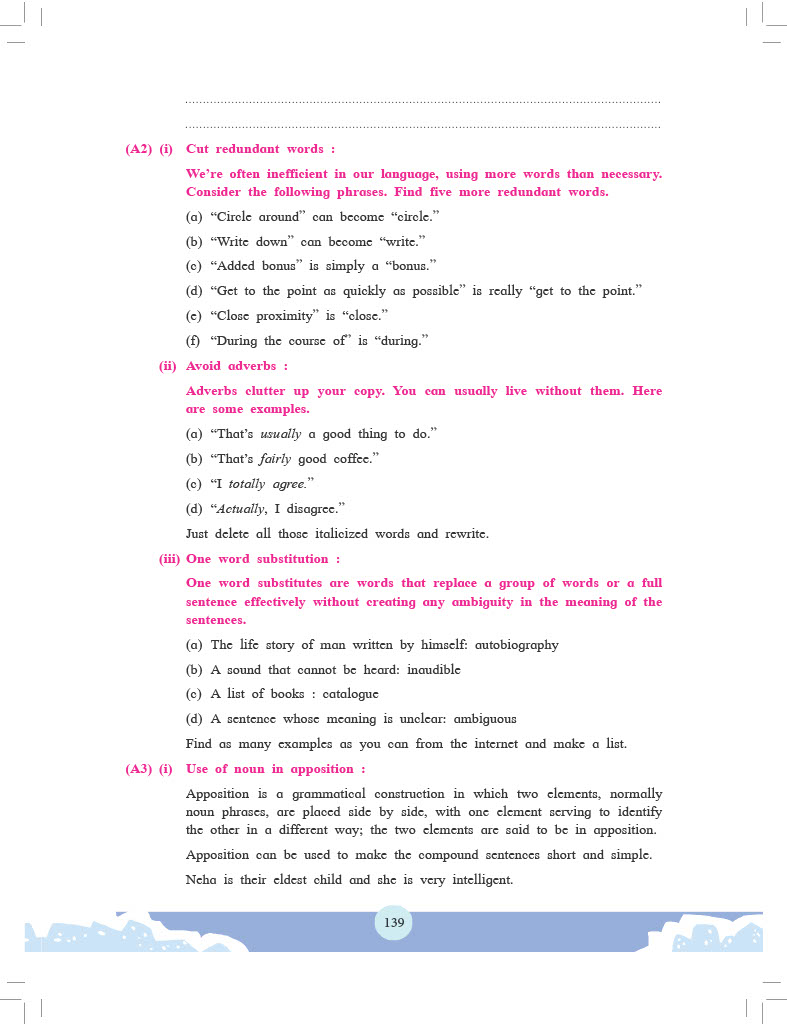 (A2) (i) Cut redundant words :
We’re often inefficient in our language, using more words than necessary.
Consider the following phrases. Find five more redundant words.
(a) “Circle around” can become “circle.”
(b) “Write down” can become “write.”
(c) “Added bonus” is simply a “bonus.”
(d) “Get to the point as quickly as possible” is really “get to the point.”
(e) “Close proximity” is “close.”
(f) “During the course of” is “during.”
(ii) Avoid adverbs :
Adverbs clutter up your copy. You can usually live without them. Here
are some examples.
(a) “That’s usually a good thing to do.”
(b) “That’s fairly good coffee.”
(c) “I totally agree.”
(d) “Actually, I disagree.”
Just delete all those italicized words and rewrite.
(iii) One word substitution :
One word substitutes are words that replace a group of words or a full
sentence effectively without creating any ambiguity in the meaning of the
sentences.
(a) The life story of man written by himself: autobiography
(b) A sound that cannot be heard: inaudible
(c) A list of books : catalogue
(d) A sentence whose meaning is unclear: ambiguous
Find as many examples as you can from the internet and make a list.
(A3) (i) Use of noun in apposition :
Apposition is a grammatical construction in which two elements, normally
noun phrases, are placed side by side, with one element serving to identify
the other in a different way; the two elements are said to be in apposition.
Apposition can be used to make the compound sentences short and simple.
Neha is their eldest child and she is very intelligent.
139